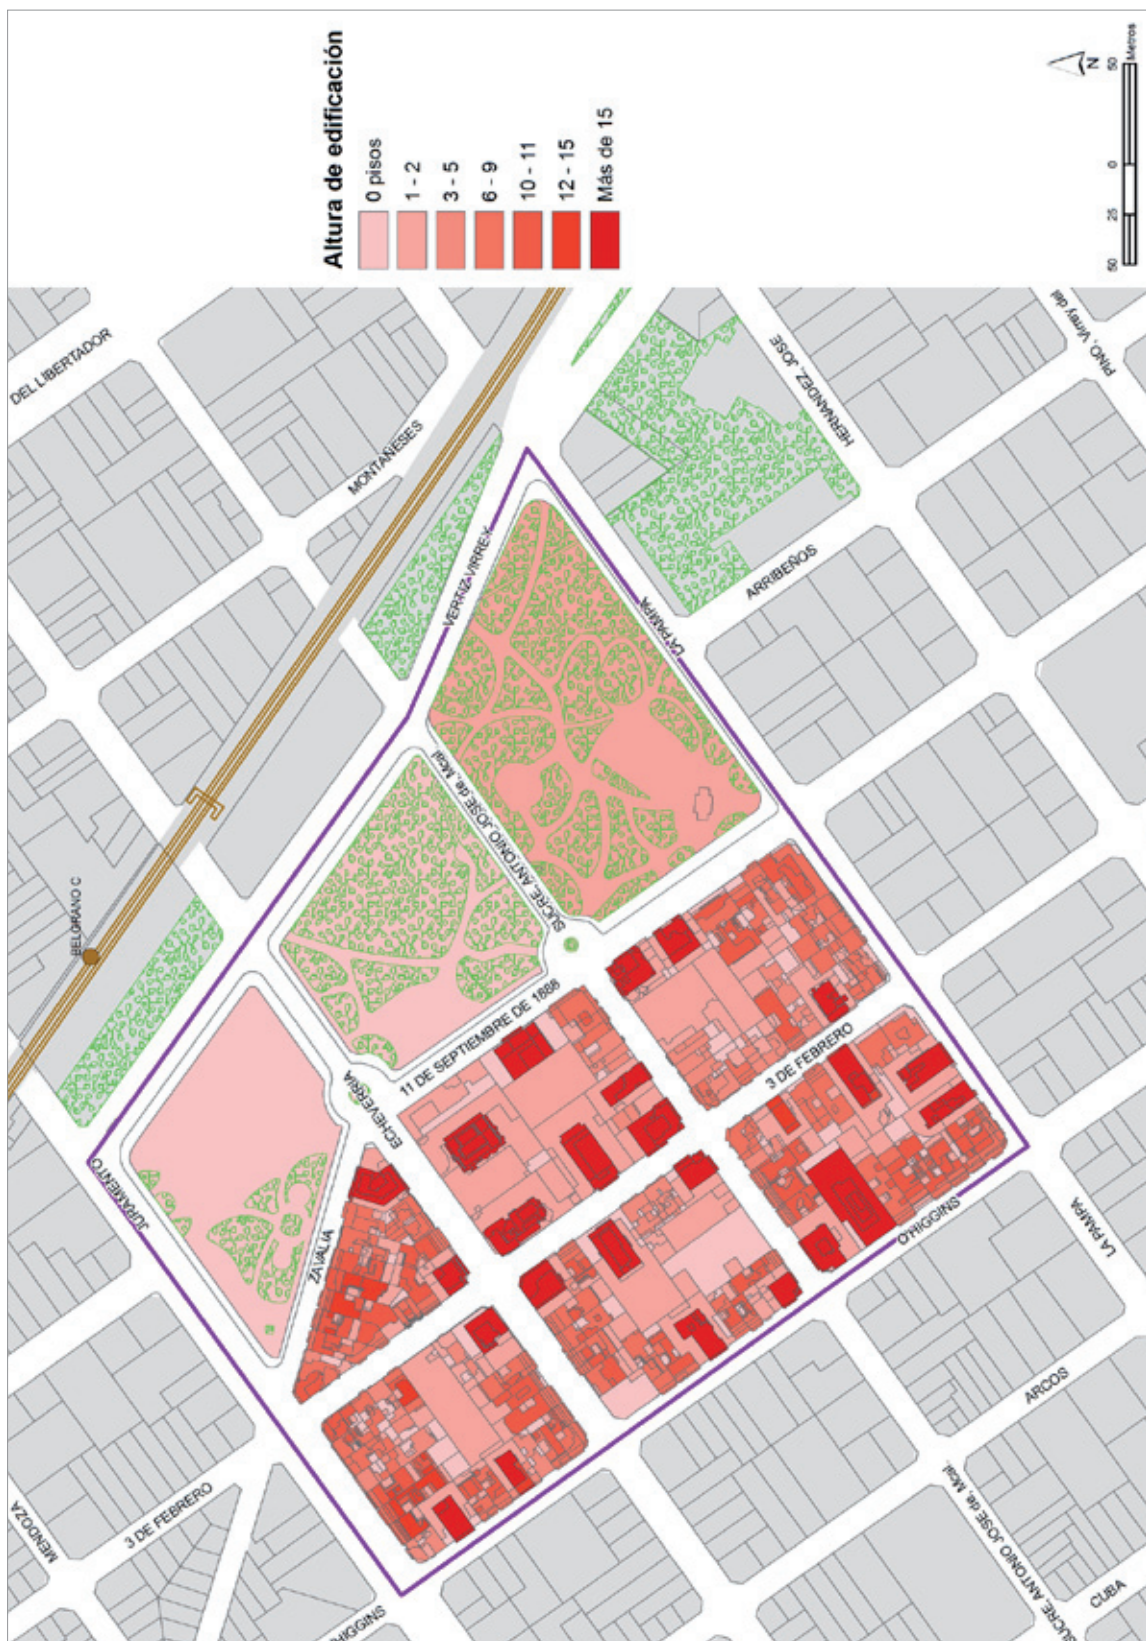 Altura de edificación
0 pisos
1 - 2
3 - 5
6 - 9
10 - 11
12 - 15
Más de 15
N
50
25
0
50
Metros
DEL LIBERTADOR
MONTAÑESES
BELGRANO C
VERTIZ VIRREY
HERNANDEZ, JOSE
PINO, Virrey del
ARRIBEÑOS
LA PAMPA
SUCRE, ANTONIO JOSE de, Mcal.
11 DE SEPTIEMBRE DE 1888
ECHEVERRIA
JURAMENTO
ZAVALIA
3 DE FEBRERO
O'HIGGINS
LA PAMPA
ARCOS
3 DE FEBRERO
MENDOZA
HIGGINS
SUCRE, ANTONIO JOSE de, Mcal.
CUBA